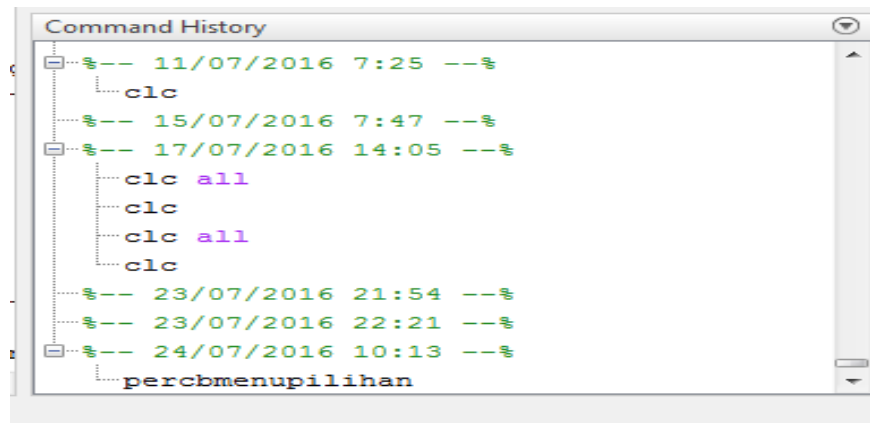 Command History
%-- 11/07/2016 7:25 --%
clc
%-- 15/07/2016 7:47 --%
%-- 17/07/2016 14:05 --%
clc all
clc
clc all
clc
%-- 23/07/2016 21:54 --%
%-- 23/07/2016 22:21 --%
%-- 24/07/2016 10:13 --%
percbmenupilihan